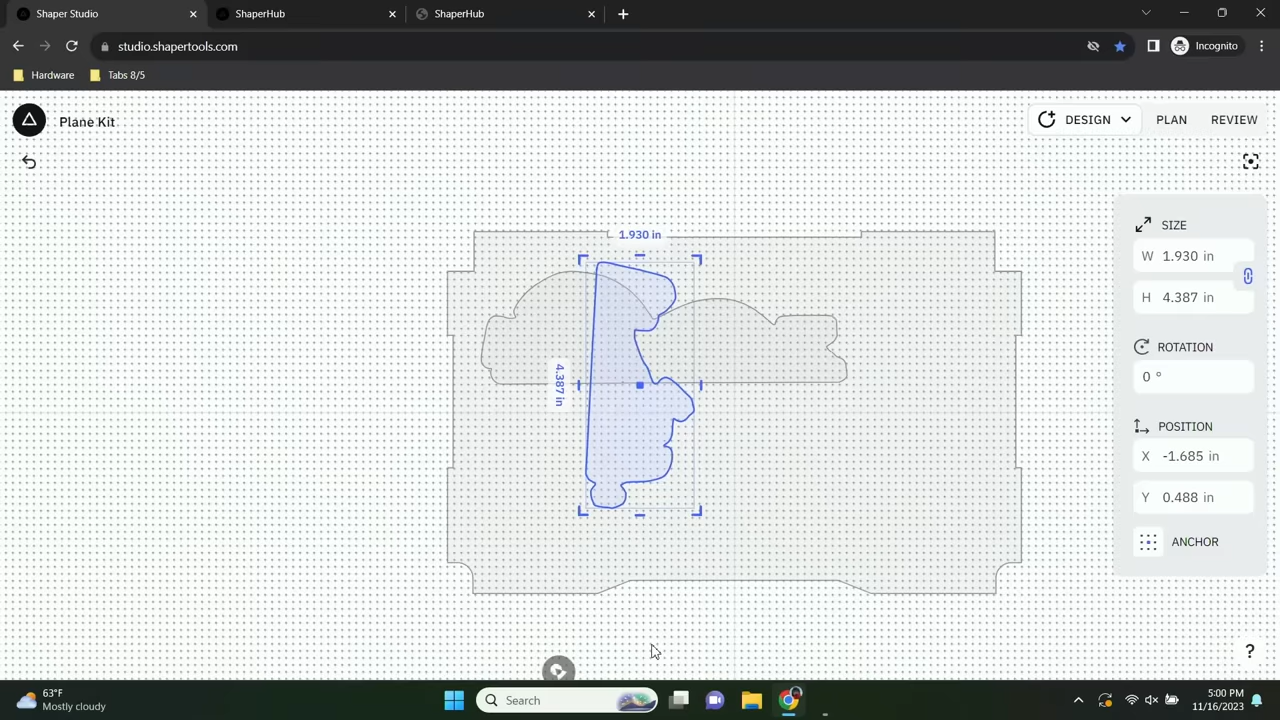 Shaper Studio
ShaperHub
ShaperHub
studio.shapertools.com
Incognito
Hardware
Tabs 8/5
Plane Kit
DESIGN
PLAN
REVIEW
1.930 in
4.387 in
SIZE
W 1.930 in
H 4.387 in
ROTATION
0 °
POSITION
X -1.685 in
Y 0.488 in
ANCHOR
?
63°F
Mostly cloudy
Search
5:00 PM
11/16/2023